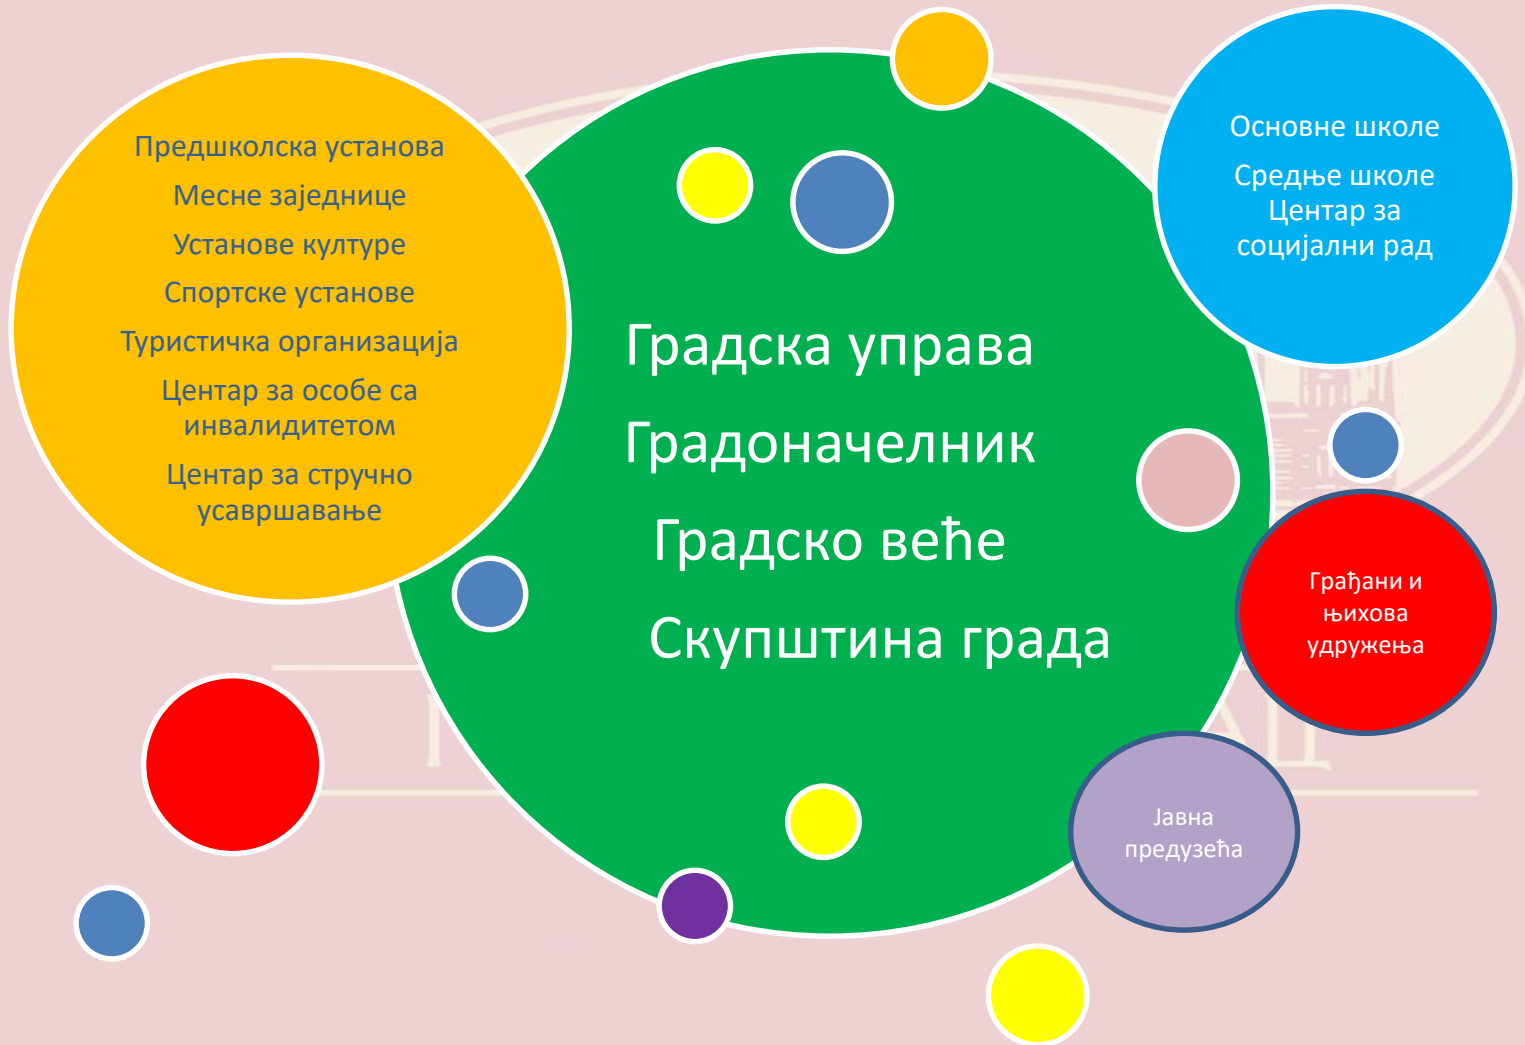 Предшколска установа
Месне заједнице
Установе културе
Спортске установе
Туристичка организација
Центар за особе са
инвалидитетом
Центар за стручно
усавршавање
Градска управа
Градоначелник
Градско веће
Скупштина града
Основне школе
Средње школе
Центар за
социјални рад
Грађани и
њихова
удружења
Јавна
предузећа